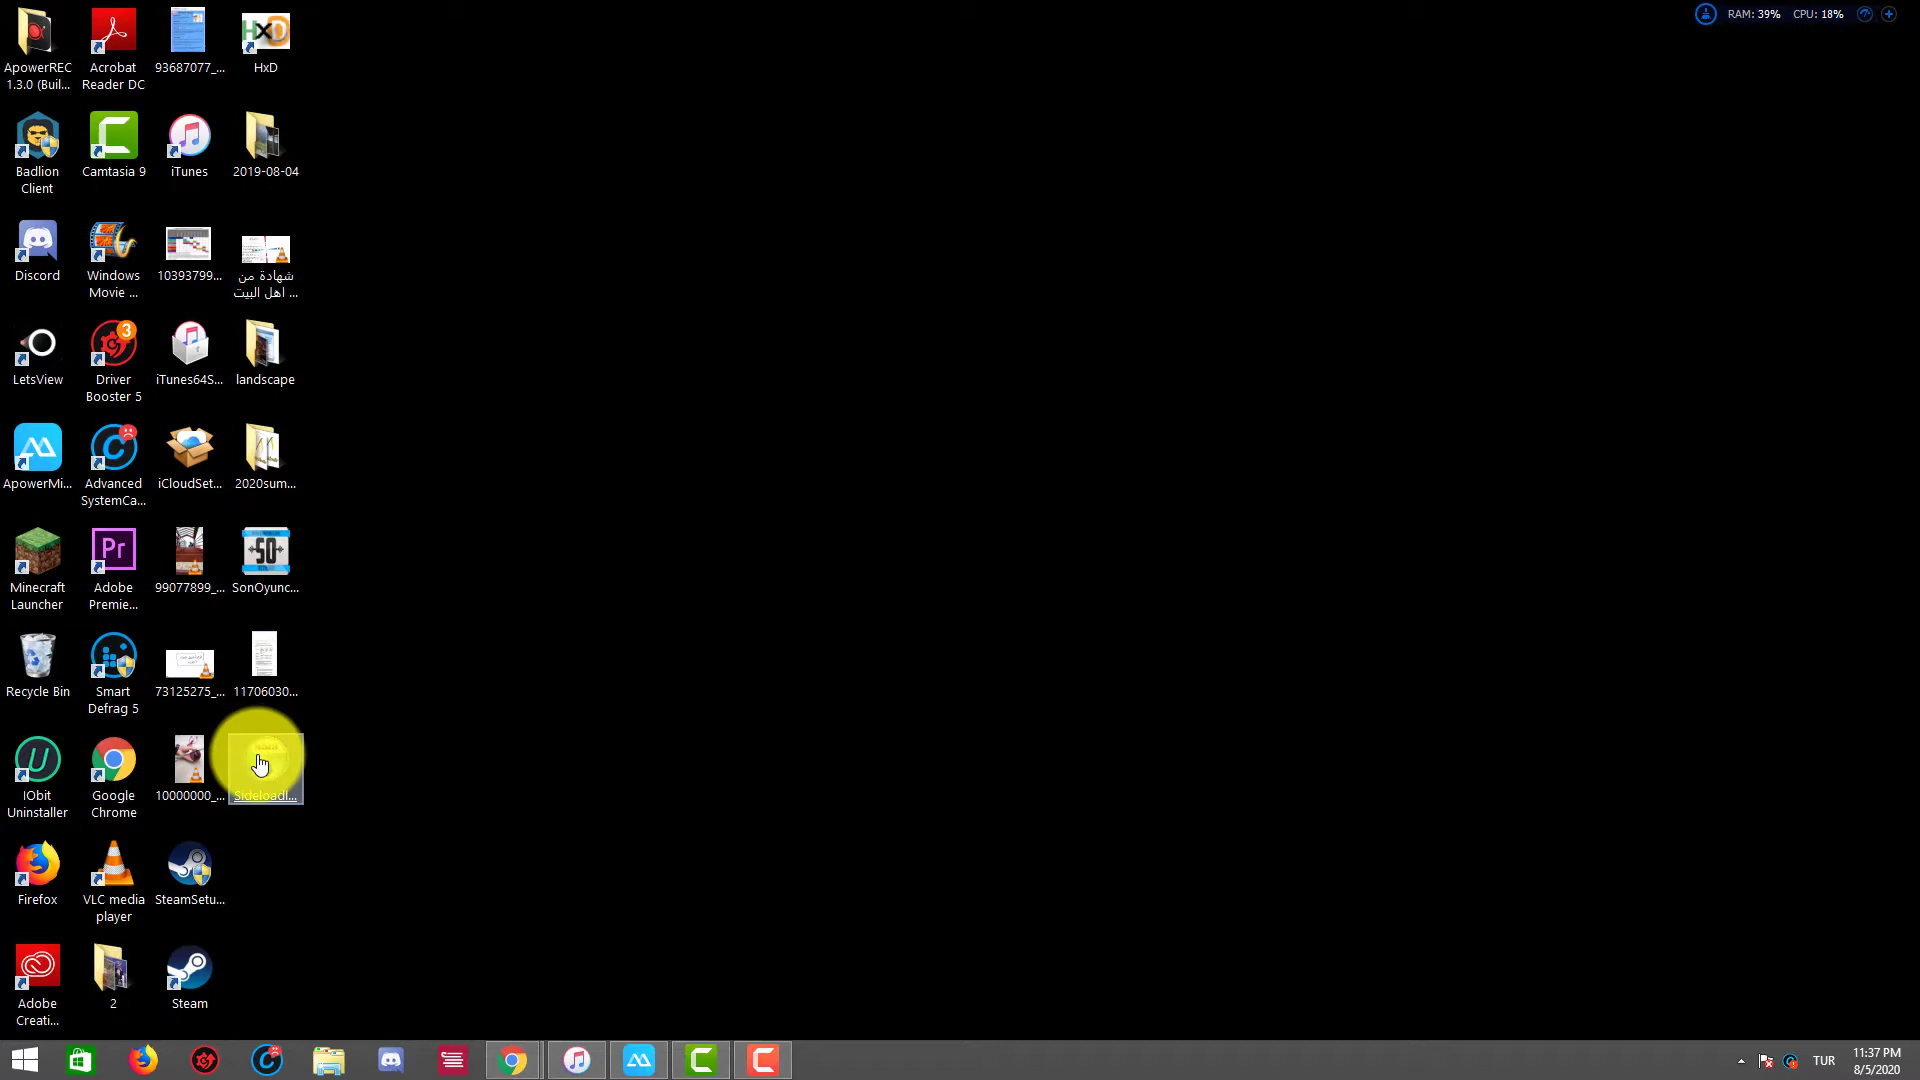 RAM: 39% CPU: 18%
ApowerREC
1.3.0 (Buil...
Acrobat
Reader DC
93687077_...
HxD
Badlion
Client
Camtasia 9
iTunes
2019-08-04
Discord
Windows
Movie ...
10393799...
شهادة من
اهل البيت ...
LetsView
Driver
Booster 5
3
iTunes64S...
landscape
ApowerMi...
Advanced
SystemCa...
iCloudSet...
2020sum...
Minecraft
Launcher
Pr
Adobe
Premie...
99077899_...
SO
SonOyunc...
Recycle Bin
Smart
Defrag 5
73125275_...
11706030...
IObit
Uninstaller
Google
Chrome
10000000_...
Sideloadl...
Firefox
VLC media
player
SteamSetu...
Adobe
Creati...
2
Steam
TUR
11:37 PM
8/5/2020